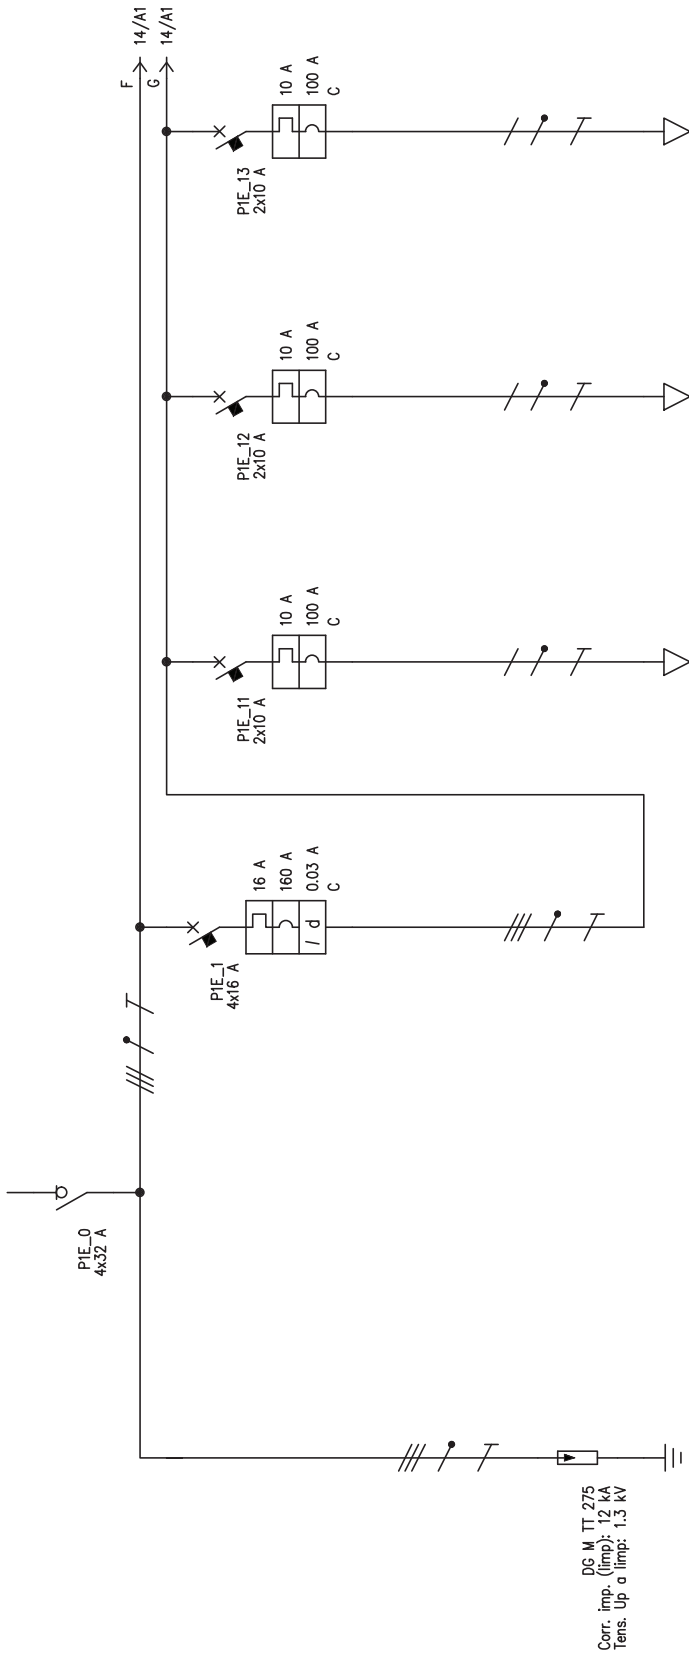 F
14/A1
G
14/A1
P1E_13
2x10 A
10 A
100 A
C
P1E_12
2x10 A
10 A
100 A
C
P1E_11
2x10 A
10 A
100 A
C
P1E_1
4x16 A
16 A
160 A
0.03 A
C
I d
P1E_0
4x32 A
DG M TT 275
Corr. imp. (Iimp): 12 kA
Tens. Up a Iimp: 1.3 kV